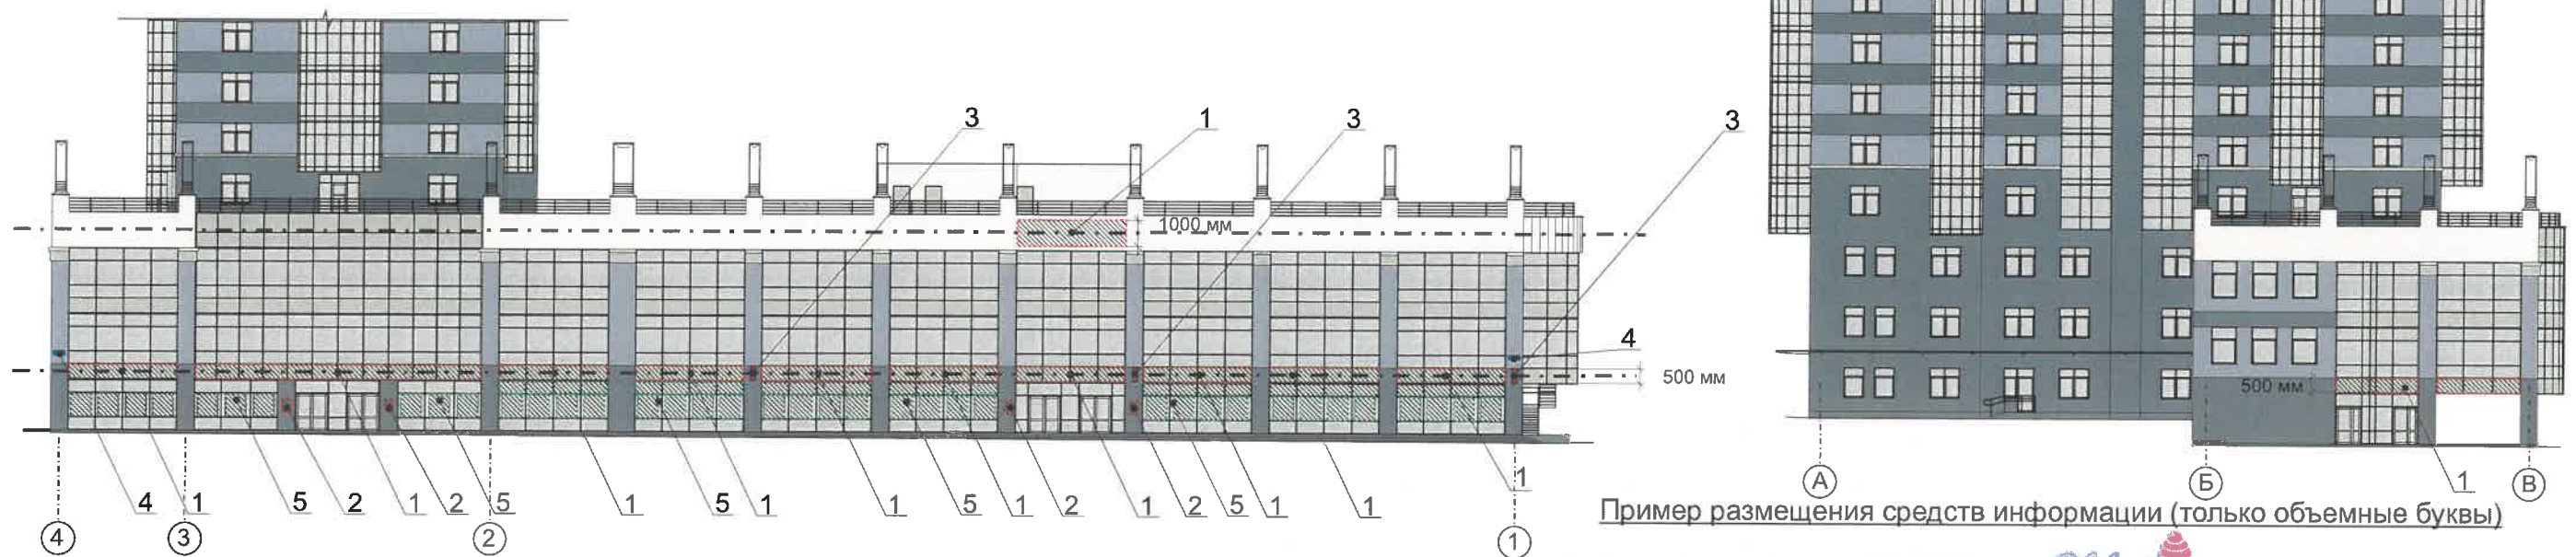 3 1 3 3
1000 мм
4
500 мм
500 мм
4 1 5 2 1 2 5 1 5 1 1 5 1 2 1 2 5 1 1 1 1
4 3 2 1
А Б В
Пример размещения средств информации (только объемные буквы)